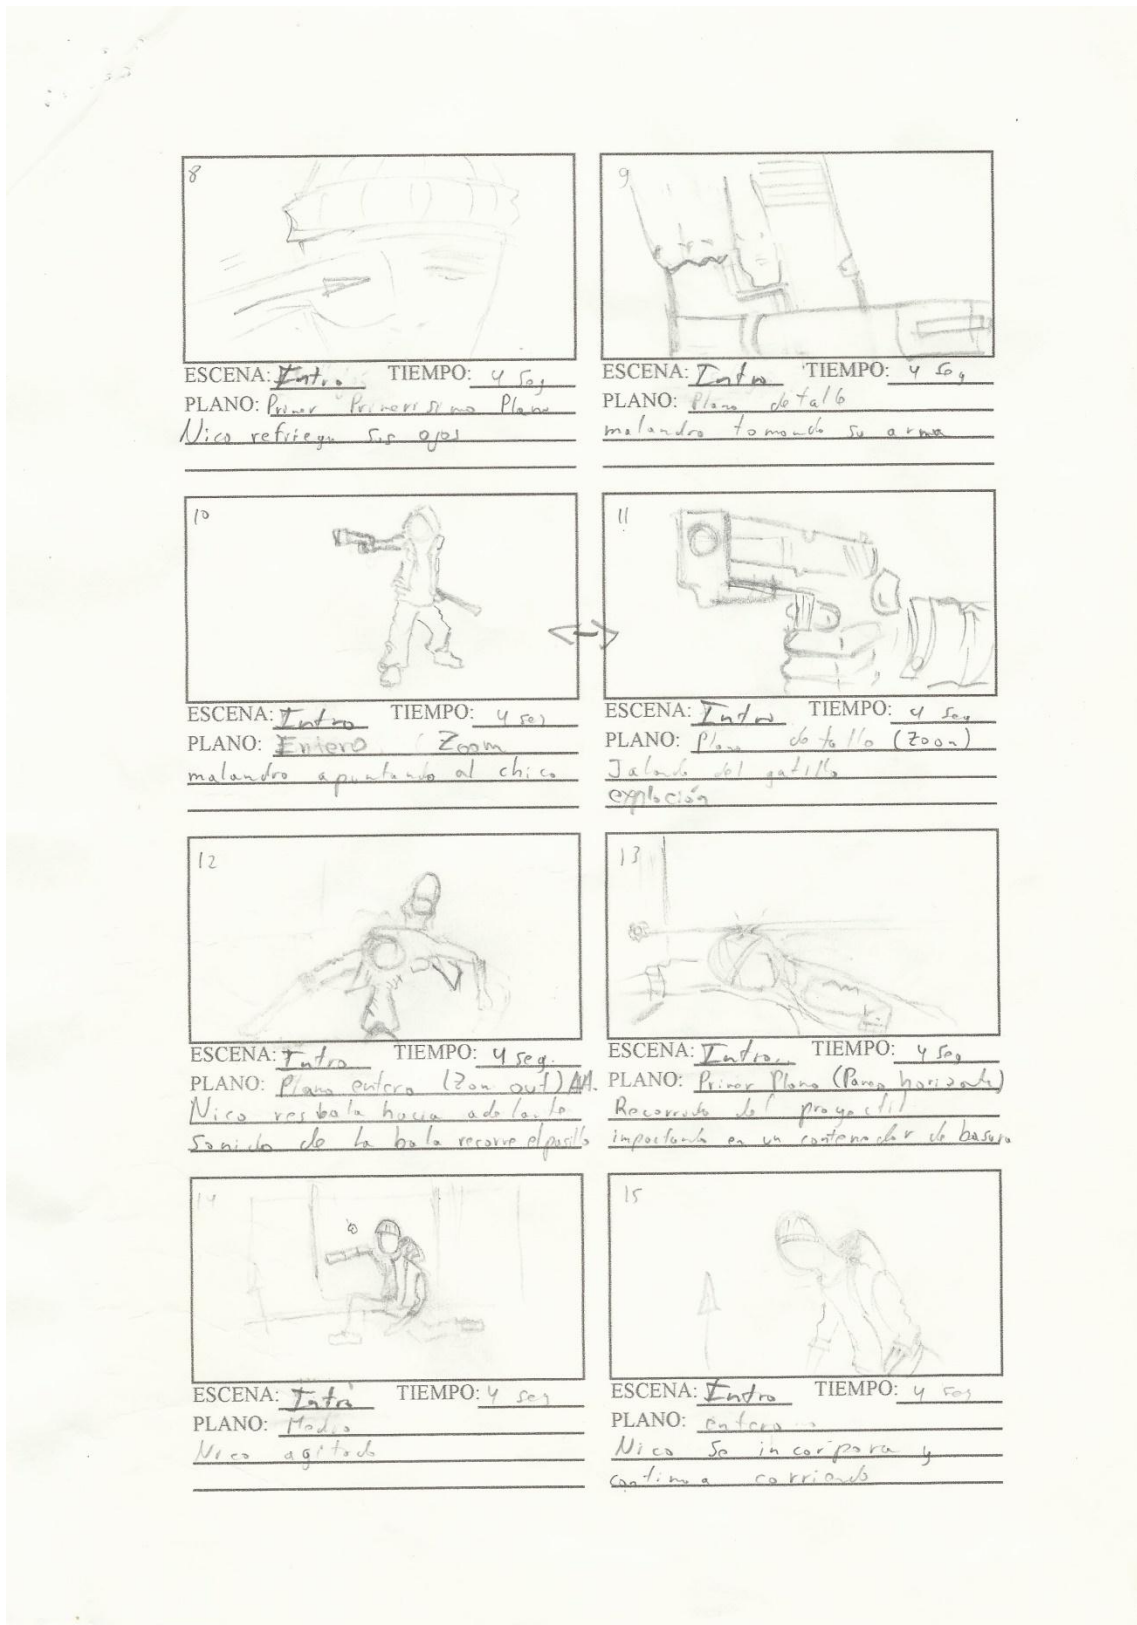 8
ESCENA: Intro TIEMPO: 4 Seg
PLANO: Primer Primerisimo Plano
Nico refriega sus ojos
9
ESCENA: Intro TIEMPO: 4 Seg
PLANO: Plano detalle
malandro tomando su arma
10
ESCENA: Intro TIEMPO: 4 seg
PLANO: Entero Zoom
malandro apuntando al chico
11
ESCENA: Intro TIEMPO: 4 Seg
PLANO: Plano detalle (Zoon)
Jalando del gatillo
exploción
12
ESCENA: Intro TIEMPO: 4 seg.
PLANO: Plano entero (Zon out)
Nico resbala hacia adelante
Sonido de la bala recorre el pasillo
13
ESCENA: Intro TIEMPO: 4 Seg
PLANO: Primer Plano (Paneo horizontal)
Recorrido del proyectil
impactando en un contenedor de basura
14
ESCENA: Intro TIEMPO: 4 seg
PLANO: Medio
Nico agitado
15
ESCENA: Intro TIEMPO: 4 Seg
PLANO: entero
Nico se incorpora y
continua corriendo